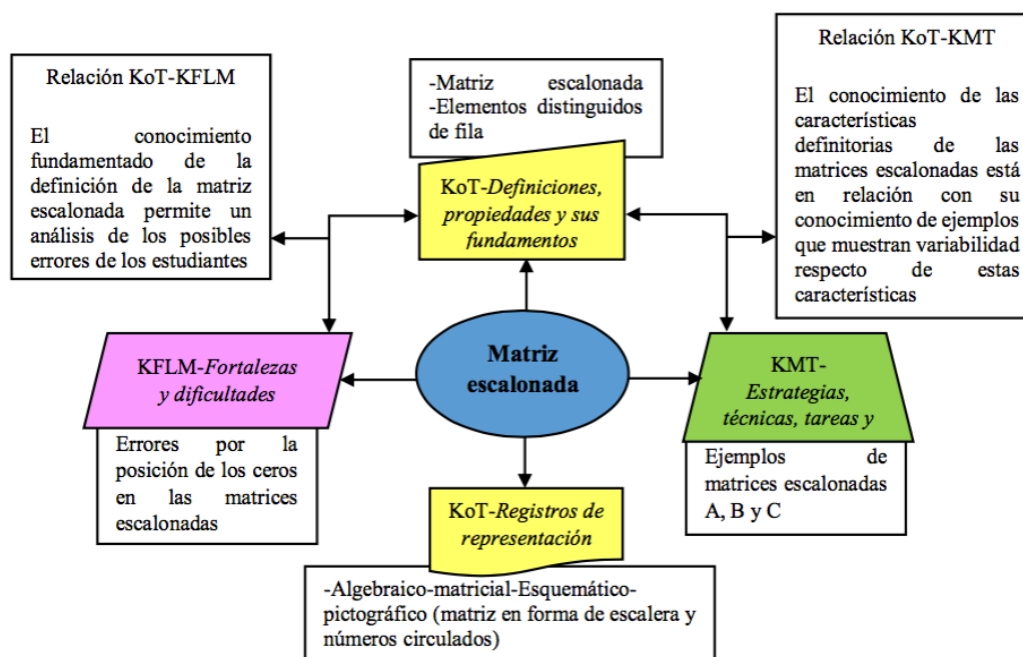 Relación KoT-KFLM
El conocimiento
fundamentado de la
definición de la matriz
escalonada permite un
análisis de los posibles
errores de los estudiantes
-Matriz escalonada
-Elementos distinguidos
de fila
KoT-Definiciones,
propiedades y sus
fundamentos
Relación KoT-KMT
El conocimiento de las
características
definitorias de las
matrices escalonadas está
en relación con su
conocimiento de ejemplos
que muestran variabilidad
respecto de estas
características
Matriz
escalonada
KFLM-Fortalezas
y dificultades
Errores por la
posición de los ceros
en las matrices
escalonadas
KMT-
Estrategias,
técnicas, tareas y
Ejemplos de
matrices escalonadas
A, B y C
KoT-Registros de
representación
-Algebraico-matricial-Esquemático-
pictográfico (matriz en forma de escalera y
números circulados)